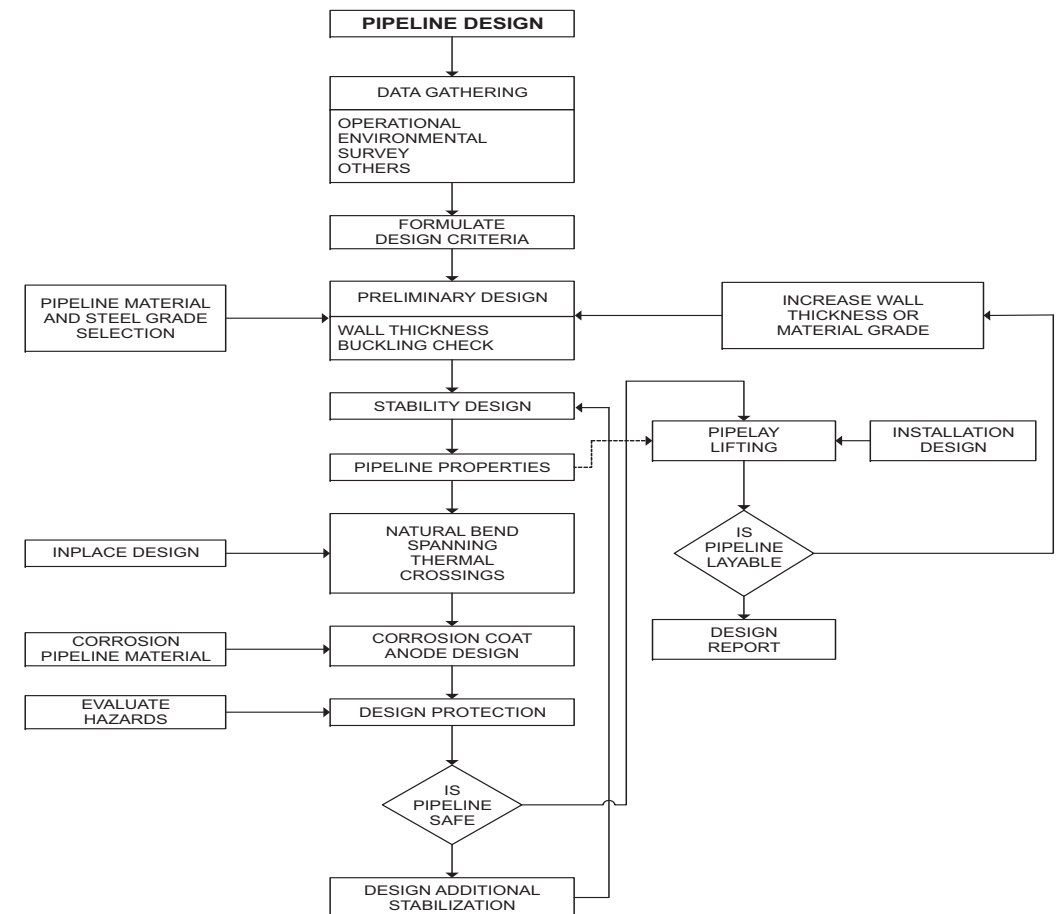 PIPELINE DESIGN
DATA GATHERING
OPERATIONAL
ENVIRONMENTAL
SURVEY
OTHERS
FORMULATE
DESIGN CRITERIA
PIPELINE MATERIAL
AND STEEL GRADE
SELECTION
PRELIMINARY DESIGN
WALL THICKNESS
BUCKLING CHECK
INCREASE WALL
THICKNESS OR
MATERIAL GRADE
STABILITY DESIGN
PIPELINE PROPERTIES
PIPELAY
LIFTING
INSTALLATION
DESIGN
INPLACE DESIGN
NATURAL BEND
SPANNING
THERMAL
CROSSINGS
IS
PIPELINE
LAYABLE
CORROSION
PIPELINE MATERIAL
CORROSION COAT
ANODE DESIGN
DESIGN
REPORT
EVALUATE
HAZARDS
DESIGN PROTECTION
IS
PIPELINE
SAFE
DESIGN ADDITIONAL
STABILIZATION